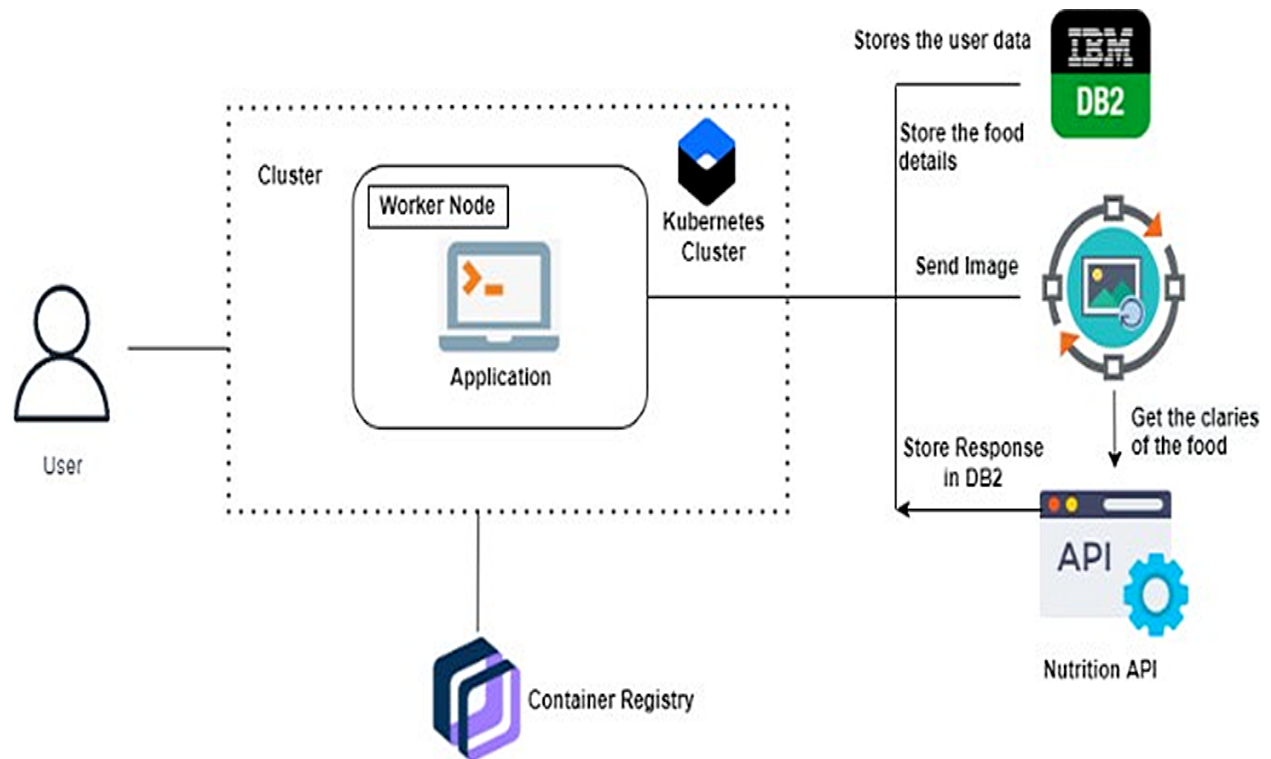 Stores the user data
IBM
DB2
Store the food
details
Cluster
Worker Node
Kubernetes
Cluster
Send Image
Application
User
Get the claries
of the food
Store Response
in DB2
API
Nutrition API
Container Registry